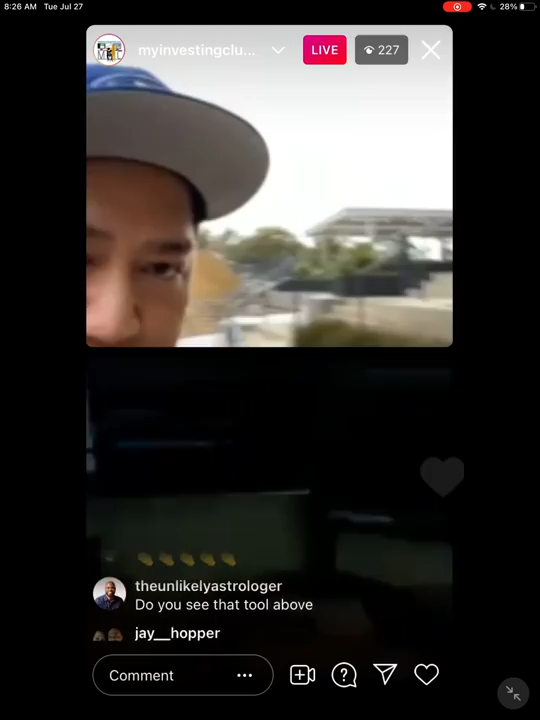 8:26 AM Tue Jul 27
28%
myinvestingclu...
LIVE
227
theunlikelyastrologer
Do you see that tool above
jay__hopper
Comment